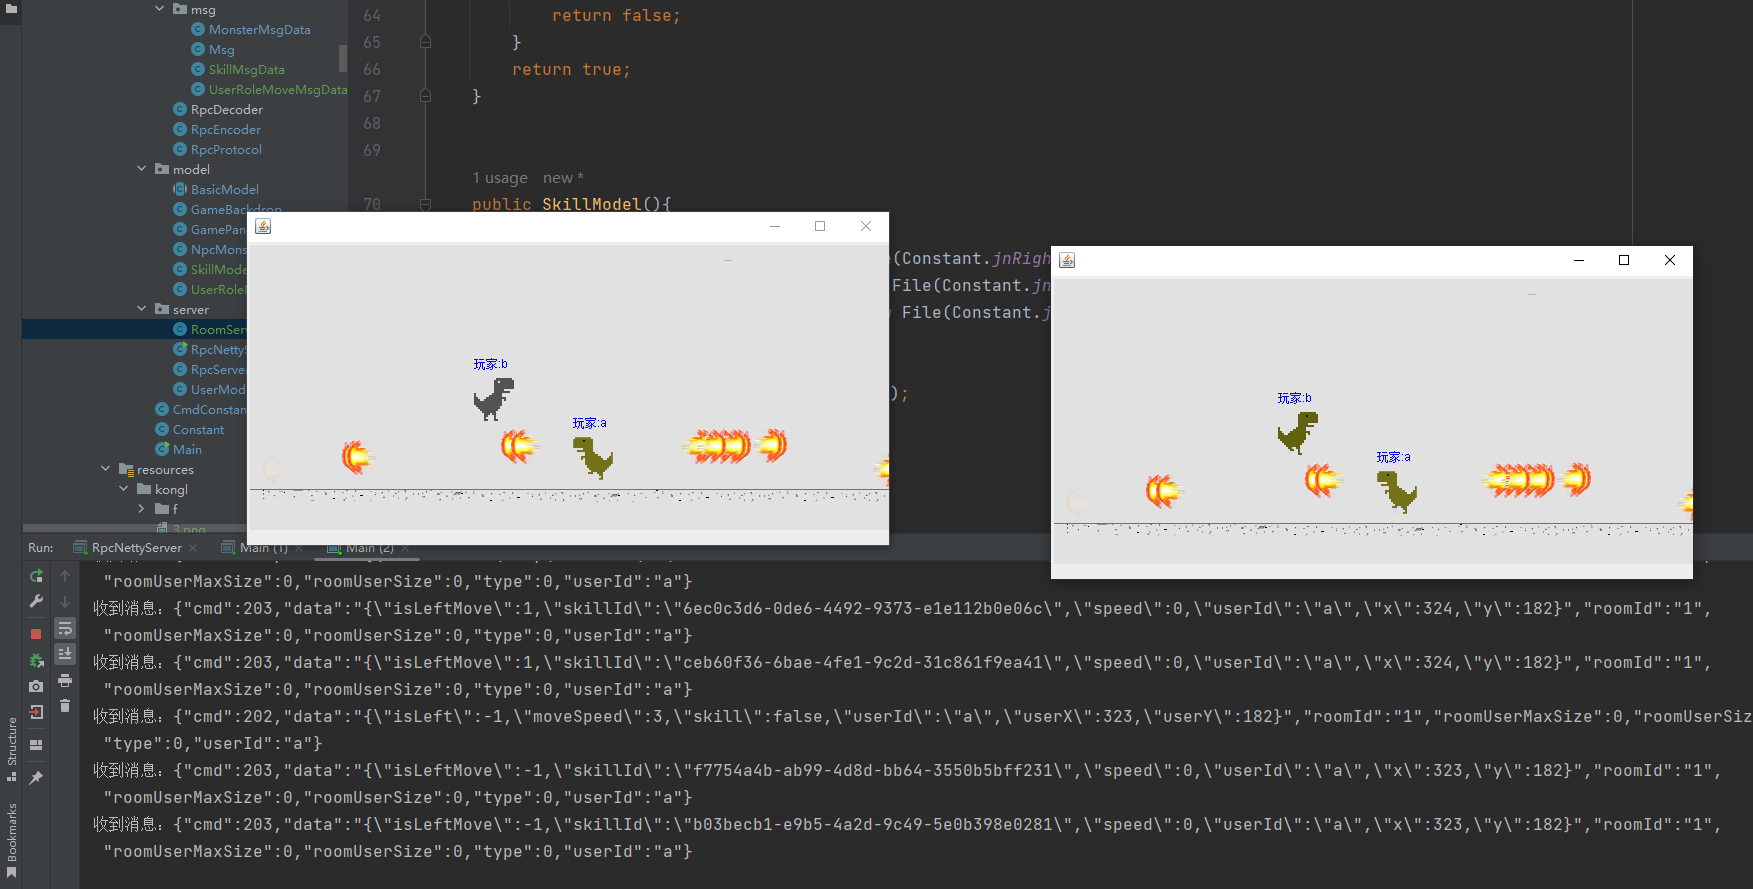 msg
MonsterMsgData
Msg
SkillMsgData
UserRoleMoveMsgData
RpcDecoder
RpcEncoder
RpcProtocol
model
BasicModel
GameBackdrop
GamePan
NpcMons
SkillMode
UserRole
server
RoomSer
RpcNettyS
RpcServe
UserMod
CmdConstan
Constant
Main
resources
kongl
f
3.png
64 return false;
65 }
66 return true;
67 }
68
69
1 usage new *
70 public SkillModel(){
(Constant.jnRigh
File(Constant.jn
File(Constant.j
);
玩家:b
玩家:a
玩家:b
玩家:a
Run: RpcNettyServer Main (1) Main (2)
"roomUserMaxSize":0,"roomUserSize":0,"type":0,"userId":"a"}
收到消息: {"cmd":203,"data":"{\"isLeftMove\":1,\"skillId\":\"6ec0c3d6-0de6-4492-9373-e1e112b0e06c\",\"speed\":0,\"userId\":\"a\",\"x\":324,\"y\":182}","roomId":"1",
"roomUserMaxSize":0,"roomUserSize":0,"type":0,"userId":"a"}
收到消息: {"cmd":203,"data":"{\"isLeftMove\":1,\"skillId\":\"ceb60f36-6bae-4fe1-9c2d-31c861f9ea41\",\"speed\":0,\"userId\":\"a\",\"x\":324,\"y\":182}","roomId":"1",
"roomUserMaxSize":0,"roomUserSize":0,"type":0,"userId":"a"}
收到消息: {"cmd":202,"data":"{\"isLeft\":-1,\"moveSpeed\":3,\"skill\":false,\"userId\":\"a\",\"userX\":323,\"userY\":182}","roomId":"1","roomUserMaxSize":0,"roomUserSiz
"type":0,"userId":"a"}
收到消息: {"cmd":203,"data":"{\"isLeftMove\":-1,\"skillId\":\"f7754a4b-ab99-4d8d-bb64-3550b5bff231\",\"speed\":0,\"userId\":\"a\",\"x\":323,\"y\":182}","roomId":"1",
"roomUserMaxSize":0,"roomUserSize":0,"type":0,"userId":"a"}
收到消息: {"cmd":203,"data":"{\"isLeftMove\":-1,\"skillId\":\"b03becb1-e9b5-4a2d-9c49-5e0b398e0281\",\"speed\":0,\"userId\":\"a\",\"x\":323,\"y\":182}","roomId":"1",
"roomUserMaxSize":0,"roomUserSize":0,"type":0,"userId":"a"}
Structure
Bookmarks